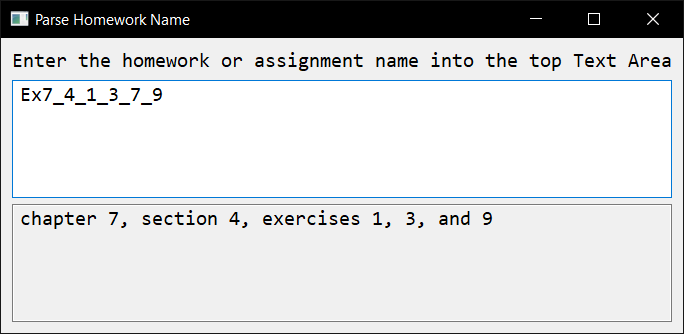 Parse Homework Name
Enter the homework or assignment name into the top Text Area
Ex7_4_1_3_7_9
chapter 7, section 4, exercises 1, 3, and 9